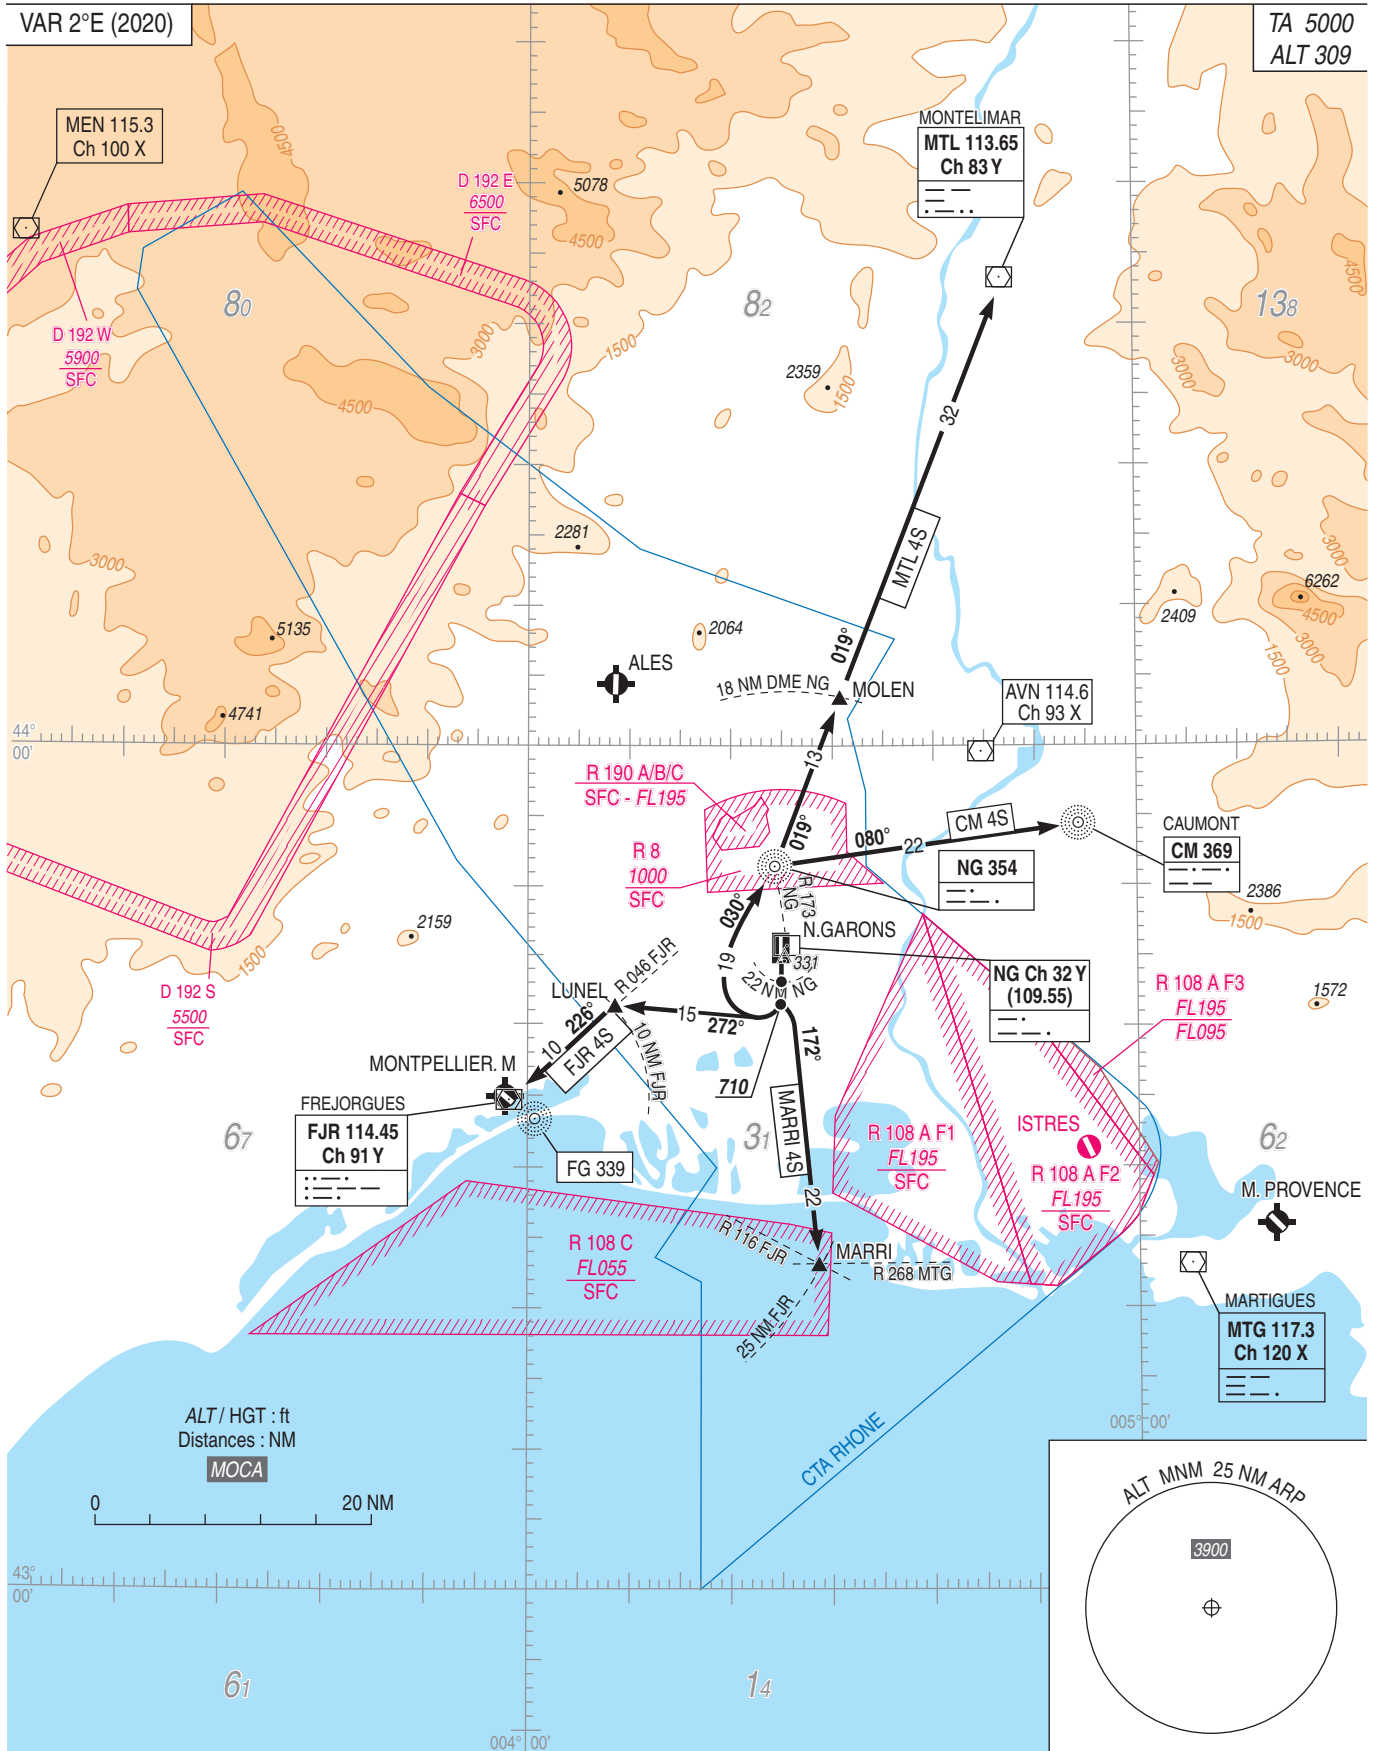 VAR 2°E (2020)
TA 5000
ALT 309
MEN 115.3
Ch 100 X
4500
D 192 E
6500
SFC
5078
4500
MONTELIMAR
MTL 113.65
Ch 83 Y
80
82
138
4500
D 192 W
5900
SFC
3000
1500
2359
1500
3000
3000
4500
32
MTL 4S
2281
3000
3000
6262
4500
2409
3000
1500
5135
2064
019°
ALES
18 NM DME NG
MOLEN
AVN 114.6
Ch 93 X
4741
44°
00'
13
R 190 A/B/C
SFC - FL195
019°
080°
22
CM 4S
CAUMONT
CM 369
R 8
1000
SFC
NG 354
R 173
NG
030°
2386
1500
2159
1500
N.GARONS
331
19
2.2 NM NG
R 046 FJR
LUNEL
NG Ch 32 Y
(109.55)
R 108 A F3
FL195
FL095
1572
D 192 S
5500
SFC
226°
15
272°
10
FJR 4S
10 NM FJR
172°
710
MONTPELLIER. M
FREJORGUES
FJR 114.45
Ch 91 Y
FG 339
MARRI 4S
67
31
62
R 108 A F1
FL195
SFC
ISTRES
R 108 A F2
FL195
SFC
M. PROVENCE
22
R 108 C
FL055
SFC
R 116 FJR
MARRI
R 268 MTG
25 NM FJR
MARTIGUES
MTG 117.3
Ch 120 X
ALT / HGT : ft
Distances : NM
MOCA
0
20 NM
CTA RHONE
005° 00'
ALT MNM 25 NM ARP
3900
43°
00'
61
14
004° 00'